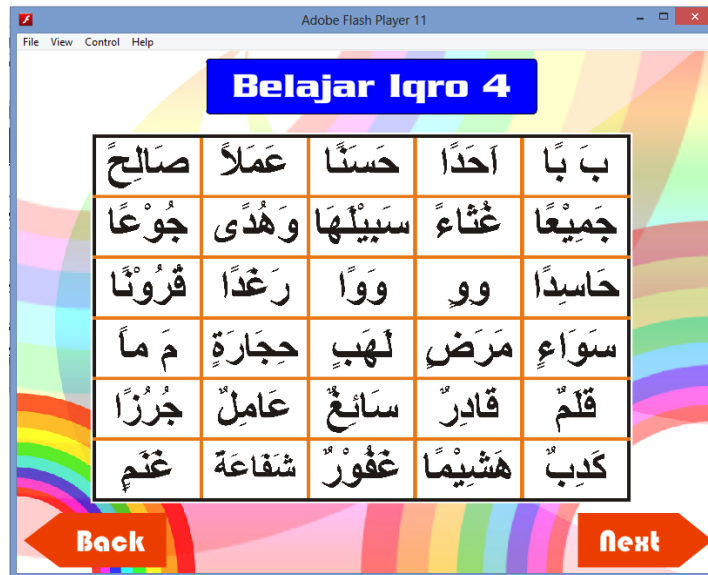 Adobe Flash Player 11
File View Control Help
Belajar Iqro 4
بَ بًا اَحَدًا حَسَنًا عَمَلاً صَالِحً
جَمِيْعًا غُثَاءً سَبِيْلَهَا وَهُدًى جُوْعًا
حَاسِدًا وٍوٍ وَوًا رَغَدًا قُرُوْنًا
سَوَاءٍ مَرَضٍ لَهَبٍ حِجَارَةٍ مَ ماً
قَلَمٌ قَادِرٌ سَائِغٌ عَامِلٌ جُرُزًا
كَدِبٌ هَشِيْمًا غَفُوْرٌ شَفَاعَةً غَنَمٍ
Back Next